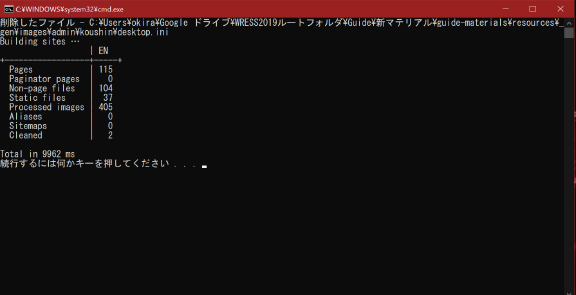 C:¥WINDOWS¥system32¥cmd.exe
削除したファイル - C:¥Users¥okira¥Google ドライブ¥WRESS2019ルートフォルダ¥Guide¥新マテリアル¥guide-materials¥resources¥_
gen¥images¥admin¥koushin¥desktop.ini
Building sites …
| EN
+------------------+-----+
Pages | 115
Paginator pages | 0
Non-page files | 104
Static files | 37
Processed images | 405
Aliases | 0
Sitemaps | 0
Cleaned | 2
Total in 9962 ms
続行するには何かキーを押してください . . .